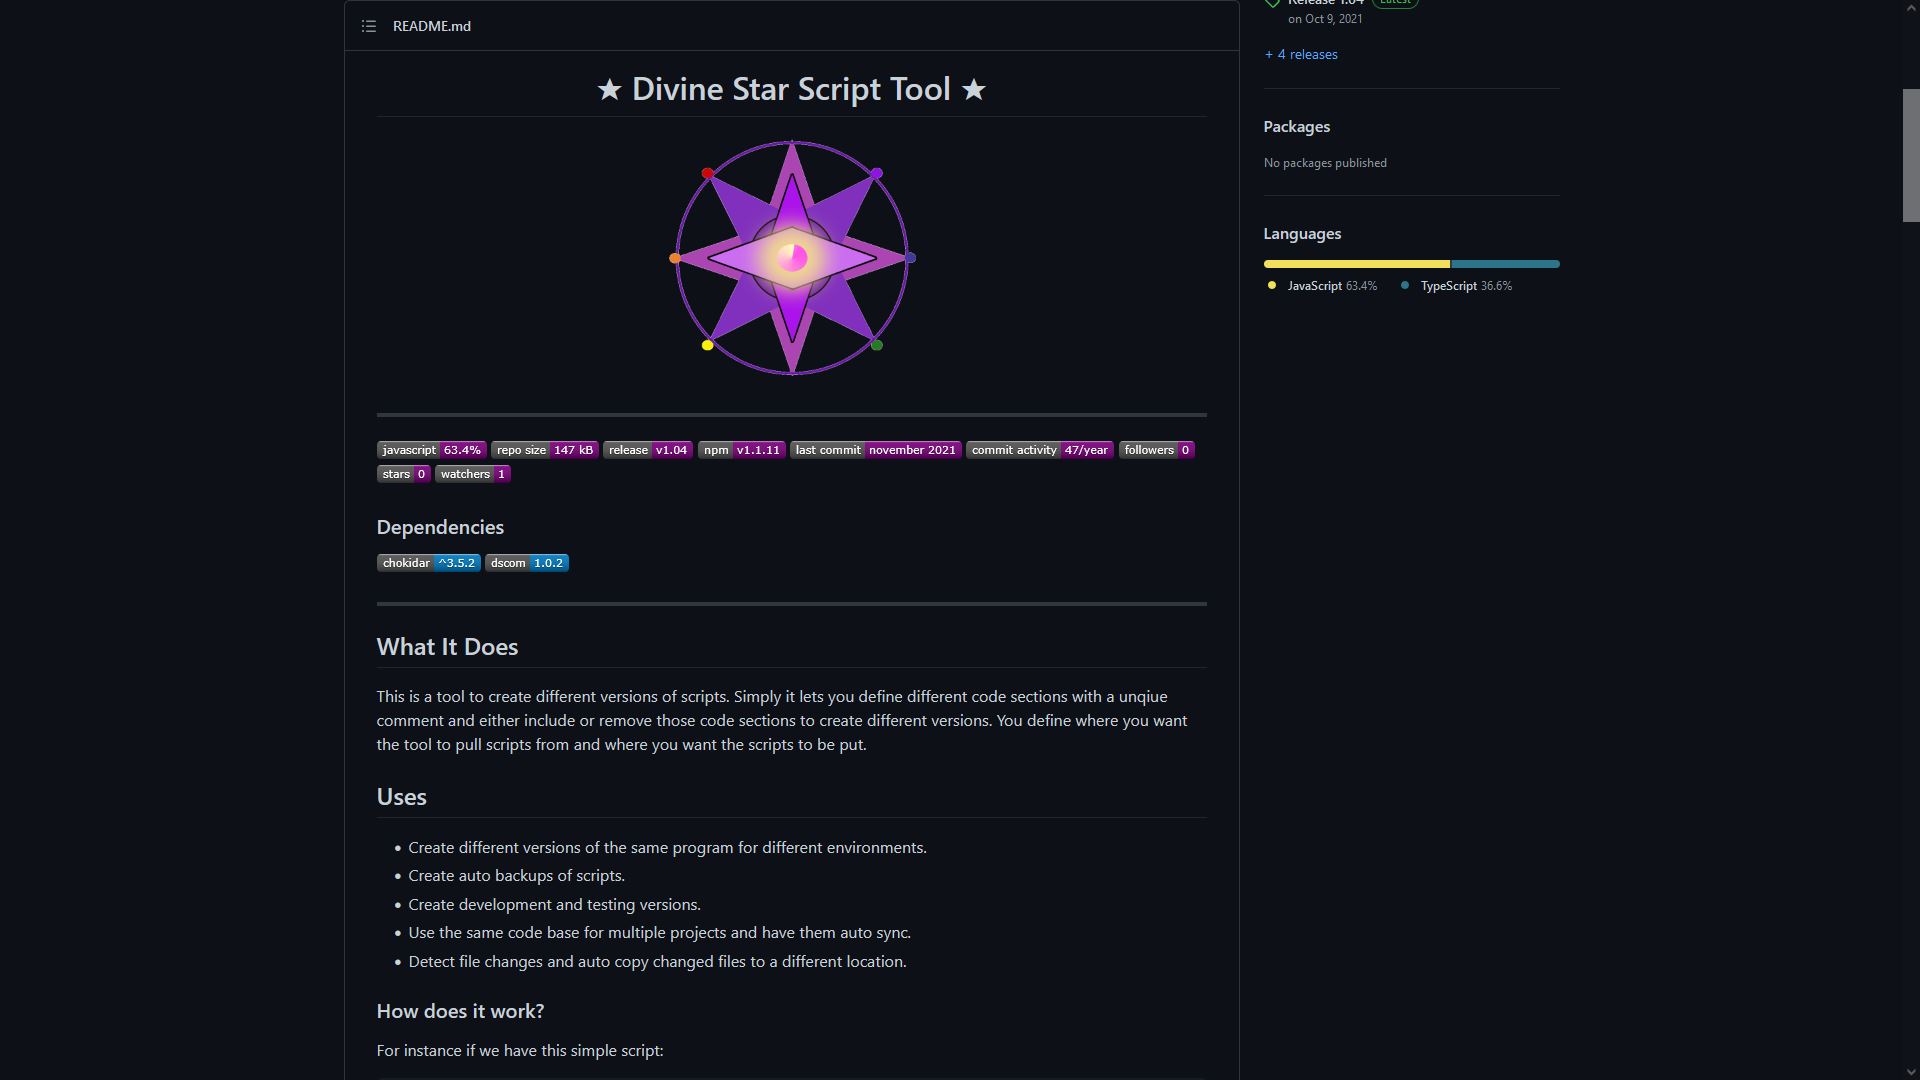 README.md
★ Divine Star Script Tool ★
javascript 63.4% repo size 147 kB release v1.04 npm v1.1.11 last commit november 2021 commit activity 47/year followers 0
stars 0 watchers 1
Dependencies
chokidar ^3.5.2 dscom 1.0.2
What It Does
This is a tool to create different versions of scripts. Simply it lets you define different code sections with a unqiue
comment and either include or remove those code sections to create different versions. You define where you want
the tool to pull scripts from and where you want the scripts to be put.
Uses
• Create different versions of the same program for different environments.
• Create auto backups of scripts.
• Create development and testing versions.
• Use the same code base for multiple projects and have them auto sync.
• Detect file changes and auto copy changed files to a different location.
How does it work?
For instance if we have this simple script:
Release 1.04 Latest
on Oct 9, 2021
+ 4 releases
Packages
No packages published
Languages
JavaScript 63.4% TypeScript 36.6%